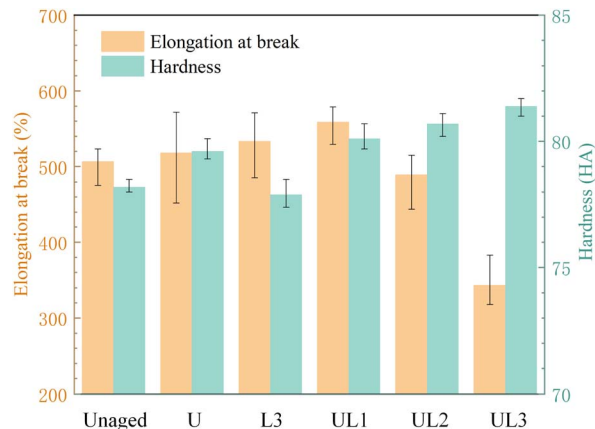 700
600
500
400
300
200
Elongation at break (%)
Elongation at break
Hardness
85
80
75
70
Hardness (HA)
Unaged U L3 UL1 UL2 UL3